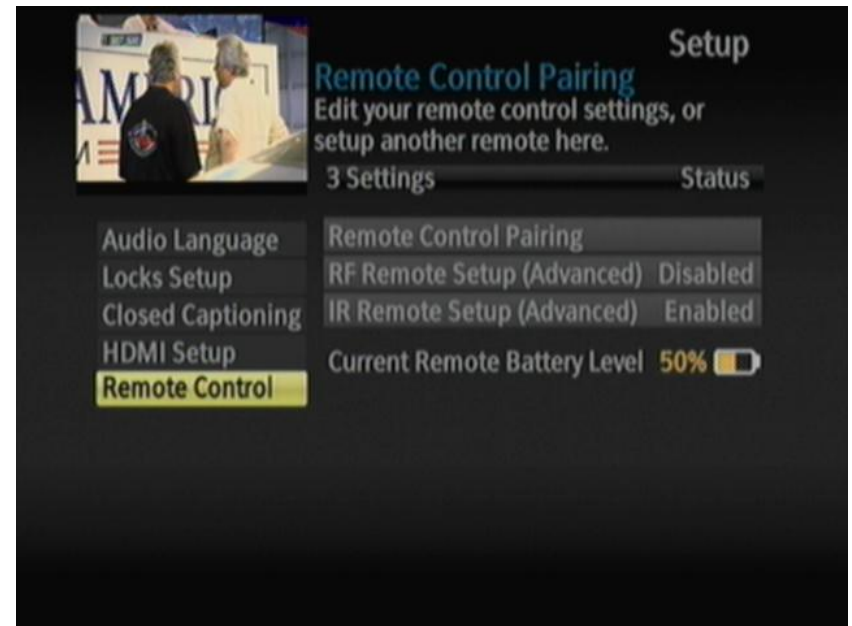 Setup
Remote Control Pairing
Edit your remote control settings, or
setup another remote here.
3 Settings Status
Audio Language
Locks Setup
Closed Captioning
HDMI Setup
Remote Control
Remote Control Pairing
RF Remote Setup (Advanced) Disabled
IR Remote Setup (Advanced) Enabled
Current Remote Battery Level 50%